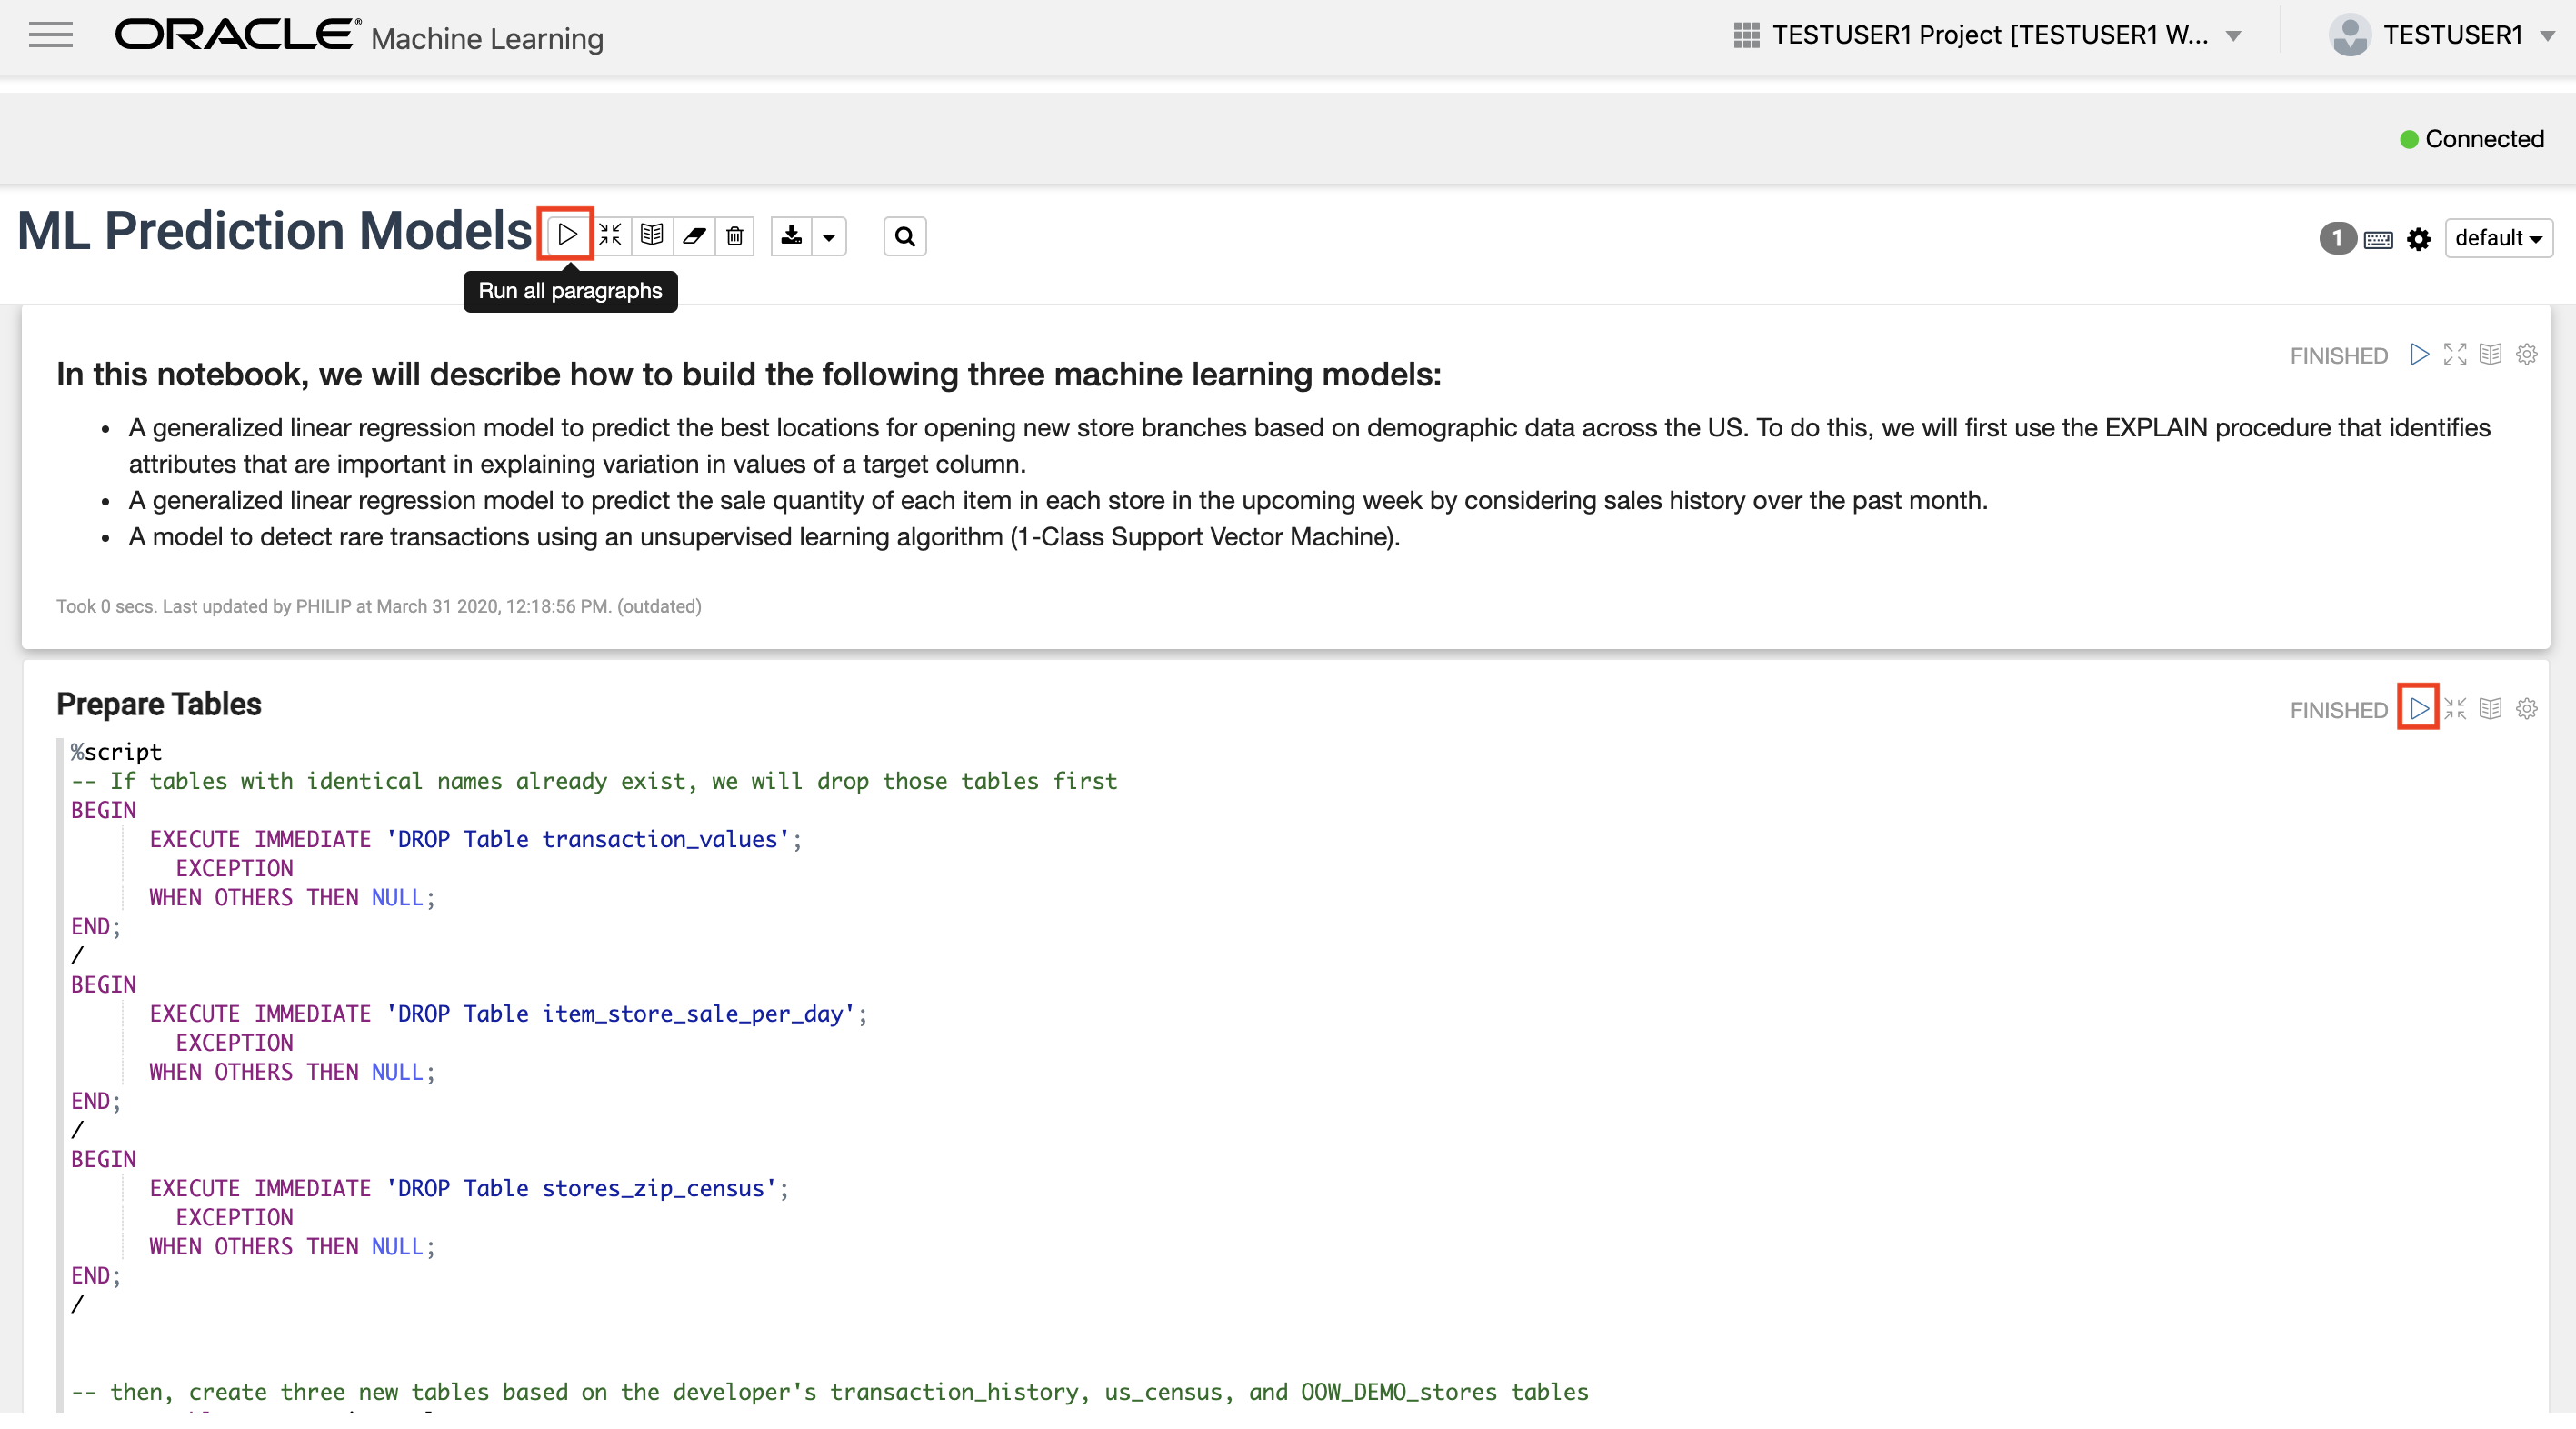 ORACLE® Machine Learning
TESTUSER1 Project [TESTUSER1 W...
TESTUSER1
Connected
ML Prediction Models
1
default
Run all paragraphs
FINISHED
In this notebook, we will describe how to build the following three machine learning models:
• A generalized linear regression model to predict the best locations for opening new store branches based on demographic data across the US. To do this, we will first use the EXPLAIN procedure that identifies
attributes that are important in explaining variation in values of a target column.
• A generalized linear regression model to predict the sale quantity of each item in each store in the upcoming week by considering sales history over the past month.
• A model to detect rare transactions using an unsupervised learning algorithm (1-Class Support Vector Machine).
Took 0 secs. Last updated by PHILIP at March 31 2020, 12:18:56 PM. (outdated)
Prepare Tables
FINISHED
%script
-- If tables with identical names already exist, we will drop those tables first
BEGIN
EXECUTE IMMEDIATE 'DROP Table transaction_values';
EXCEPTION
WHEN OTHERS THEN NULL;
END;
/
BEGIN
EXECUTE IMMEDIATE 'DROP Table item_store_sale_per_day';
EXCEPTION
WHEN OTHERS THEN NULL;
END;
/
BEGIN
EXECUTE IMMEDIATE 'DROP Table stores_zip_census';
EXCEPTION
WHEN OTHERS THEN NULL;
END;
/
-- then, create three new tables based on the developer's transaction_history, us_census, and OOW_DEMO_stores tables